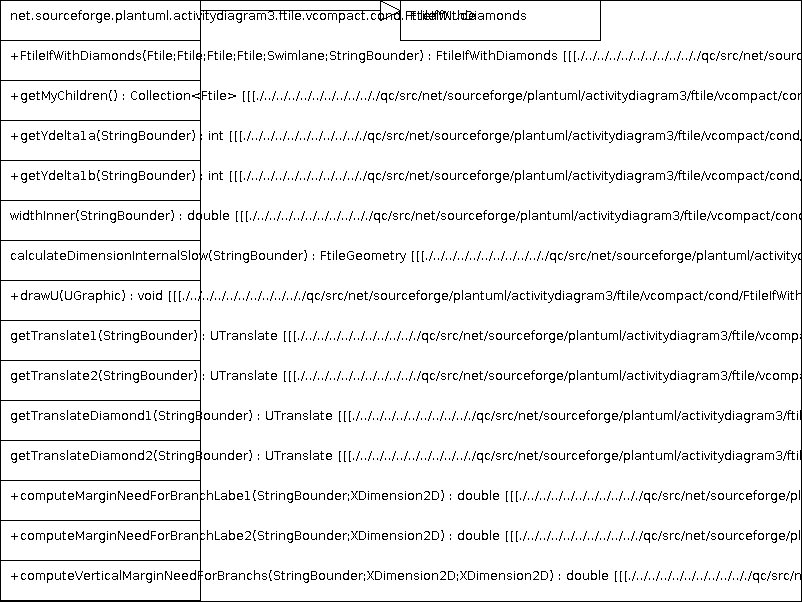 net.sourceforge.plantuml.activitydiagram3.ftile.vcompact.cond. FtileIfWithDiamonds
+FtileIfWithDiamonds(Ftile;Ftile;Ftile;Ftile;Swimlane;StringBounder) : FtileIfWithDiamonds [[[./../../../../../../../../../../qc/src/net/sourc
+getMyChildren() : Collection<Ftile> [[[./../../../../../../../../../../qc/src/net/sourceforge/plantuml/activitydiagram3/ftile/vcompact/con
+getYdelta1a(StringBounder) : int [[[./../../../../../../../../../../qc/src/net/sourceforge/plantuml/activitydiagram3/ftile/vcompact/cond/
+getYdelta1b(StringBounder) : int [[[./../../../../../../../../../../qc/src/net/sourceforge/plantuml/activitydiagram3/ftile/vcompact/cond/
widthInner(StringBounder) : double [[[./../../../../../../../../../../qc/src/net/sourceforge/plantuml/activitydiagram3/ftile/vcompact/cond
calculateDimensionInternalSlow(StringBounder) : FtileGeometry [[[./../../../../../../../../../../qc/src/net/sourceforge/plantuml/activityd
+drawU(UGraphic) : void [[[./../../../../../../../../../../qc/src/net/sourceforge/plantuml/activitydiagram3/ftile/vcompact/cond/FtileIfWith
getTranslate1(StringBounder) : UTranslate [[[./../../../../../../../../../../qc/src/net/sourceforge/plantuml/activitydiagram3/ftile/vcompa
getTranslate2(StringBounder) : UTranslate [[[./../../../../../../../../../../qc/src/net/sourceforge/plantuml/activitydiagram3/ftile/vcompa
getTranslateDiamond1(StringBounder) : UTranslate [[[./../../../../../../../../../../qc/src/net/sourceforge/plantuml/activitydiagram3/ftil
getTranslateDiamond2(StringBounder) : UTranslate [[[./../../../../../../../../../../qc/src/net/sourceforge/plantuml/activitydiagram3/ftil
+computeMarginNeedForBranchLabe1(StringBounder;XDimension2D) : double [[[./../../../../../../../../../../qc/src/net/sourceforge/pl
+computeMarginNeedForBranchLabe2(StringBounder;XDimension2D) : double [[[./../../../../../../../../../../qc/src/net/sourceforge/pl
+computeVerticalMarginNeedForBranchs(StringBounder;XDimension2D;XDimension2D) : double [[[./../../../../../../../../../../qc/src/n